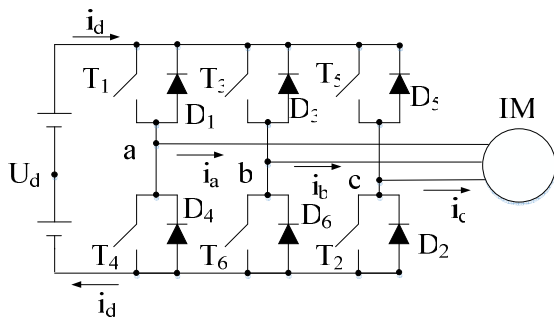 i_d
T_1
D_1
T_3
D_3
T_5
D_5
IM
a
i_a
b
i_b
c
i_c
U_d
T_4
D_4
T_6
D_6
T_2
D_2
i_d